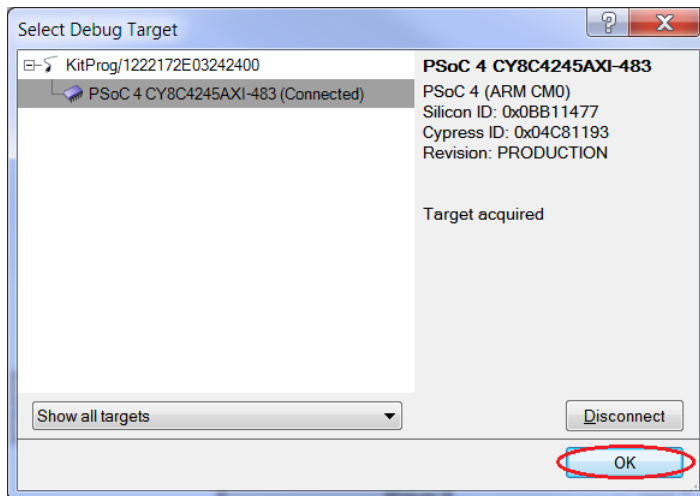 Select Debug Target
KitProg/1222172E03242400
PSoC 4 CY8C4245AXI-483 (Connected)
PSoC 4 CY8C4245AXI-483
PSoC 4 (ARM CM0)
Silicon ID: 0x0BB11477
Cypress ID: 0x04C81193
Revision: PRODUCTION
Target acquired
Show all targets
Disconnect
OK